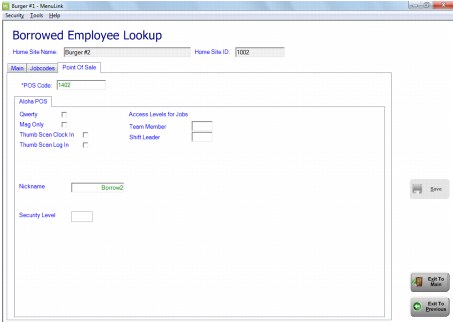 Burger #1 - MenuLink
Security Tools Help
Borrowed Employee Lookup
Home Site Name: Burger #2 Home Site ID: 1002
Main Jobcodes Point Of Sale
*POS Code: 1402
Aloha POS
Qwerty Access Levels for Jobs
Mag Only Team Member
Thumb Scan Clock In Shift Leader
Thumb Scan Log In
Nickname Borrow2
Save
Security Level
Exit To Main
Exit To Previous